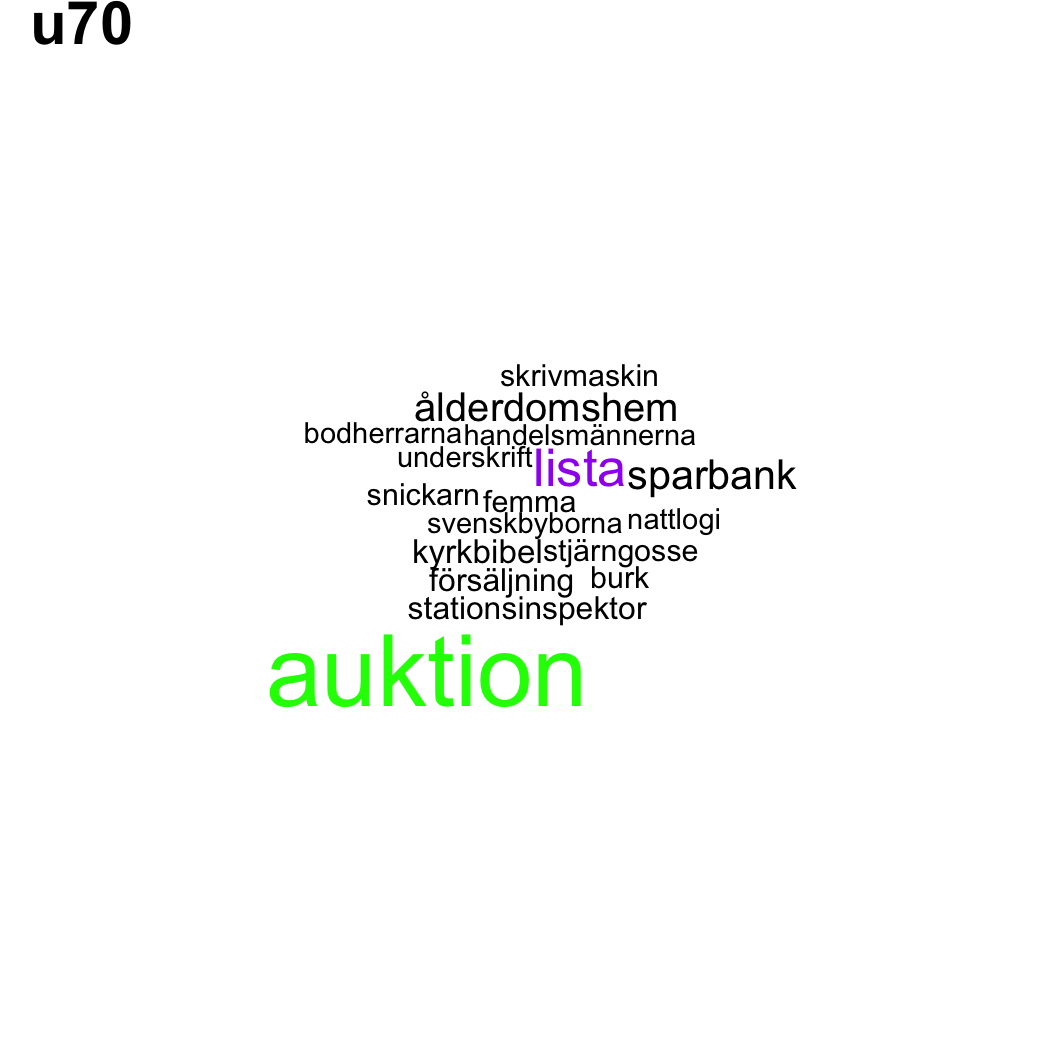 u70
skrivmaskin
ålderdomshem
bodherrarna handelsmännerna
underskrift lista sparbank
snickarn femma
svenskbyborna nattlogi
kyrkbibel stjärngosse
försäljning burk
stationsinspektor
auktion